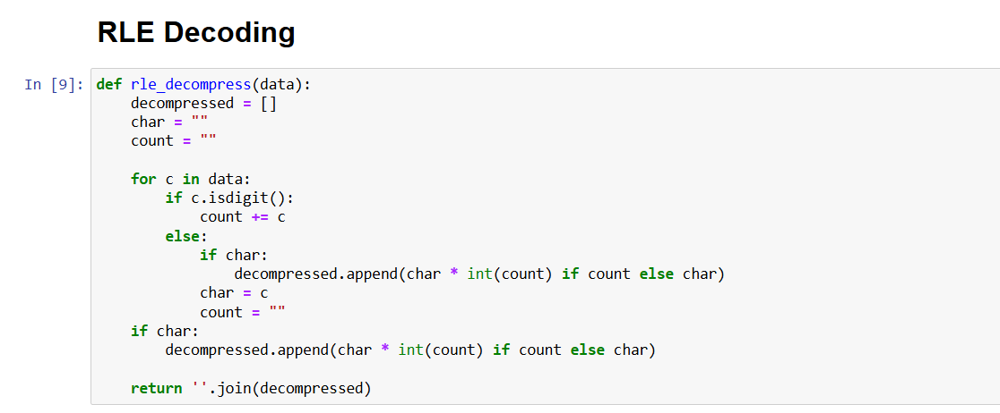 RLE Decoding
In [9]: def rle_decompress(data):
    decompressed = []
    char = ""
    count = ""

    for c in data:
        if c.isdigit():
            count += c
        else:
            if char:
                decompressed.append(char * int(count) if count else char)
            char = c
            count = ""
    if char:
        decompressed.append(char * int(count) if count else char)

    return ''.join(decompressed)